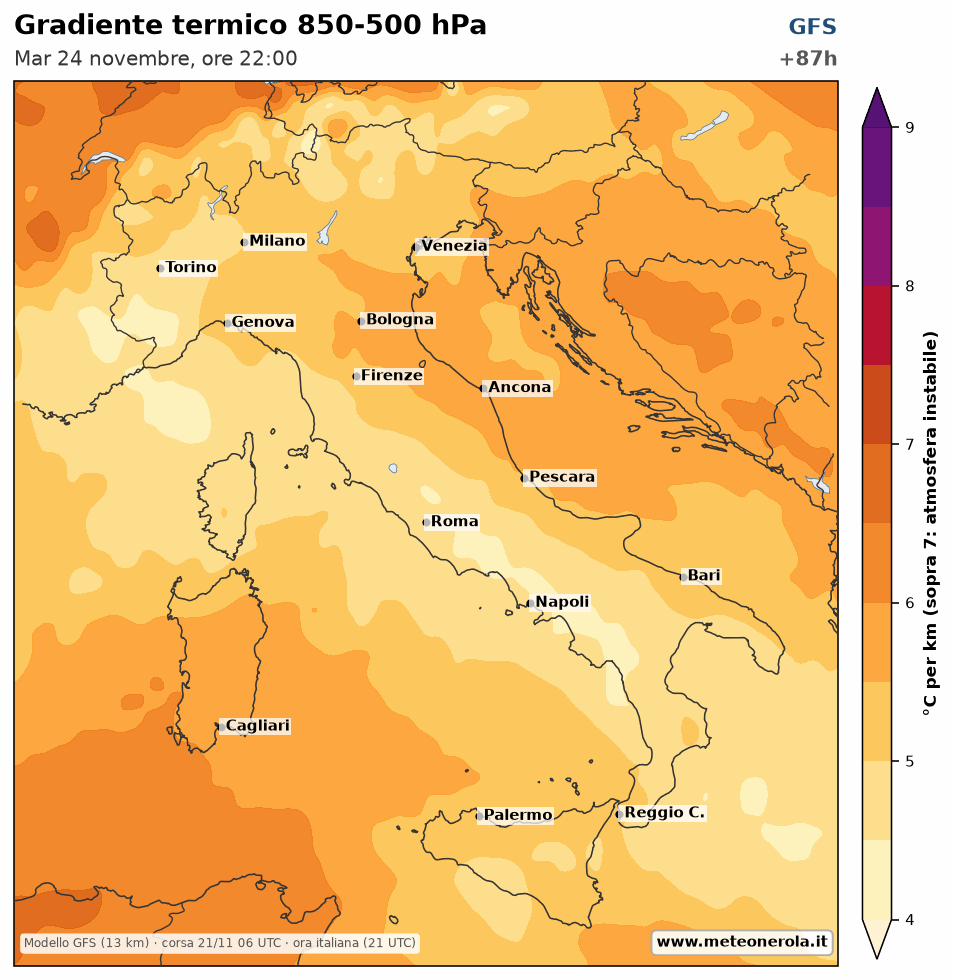 Gradiente termico 850-500 hPa
GFS
Mar 24 novembre, ore 22:00
+87h
Milano
Venezia
Torino
Genova
Bologna
Firenze
Ancona
Pescara
Roma
Bari
Napoli
Cagliari
Palermo
Reggio C.
9
8
7
6
5
4
°C per km (sopra 7: atmosfera instabile)
Modello GFS (13 km) · corsa 21/11 06 UTC · ora italiana (21 UTC)
www.meteonerola.it